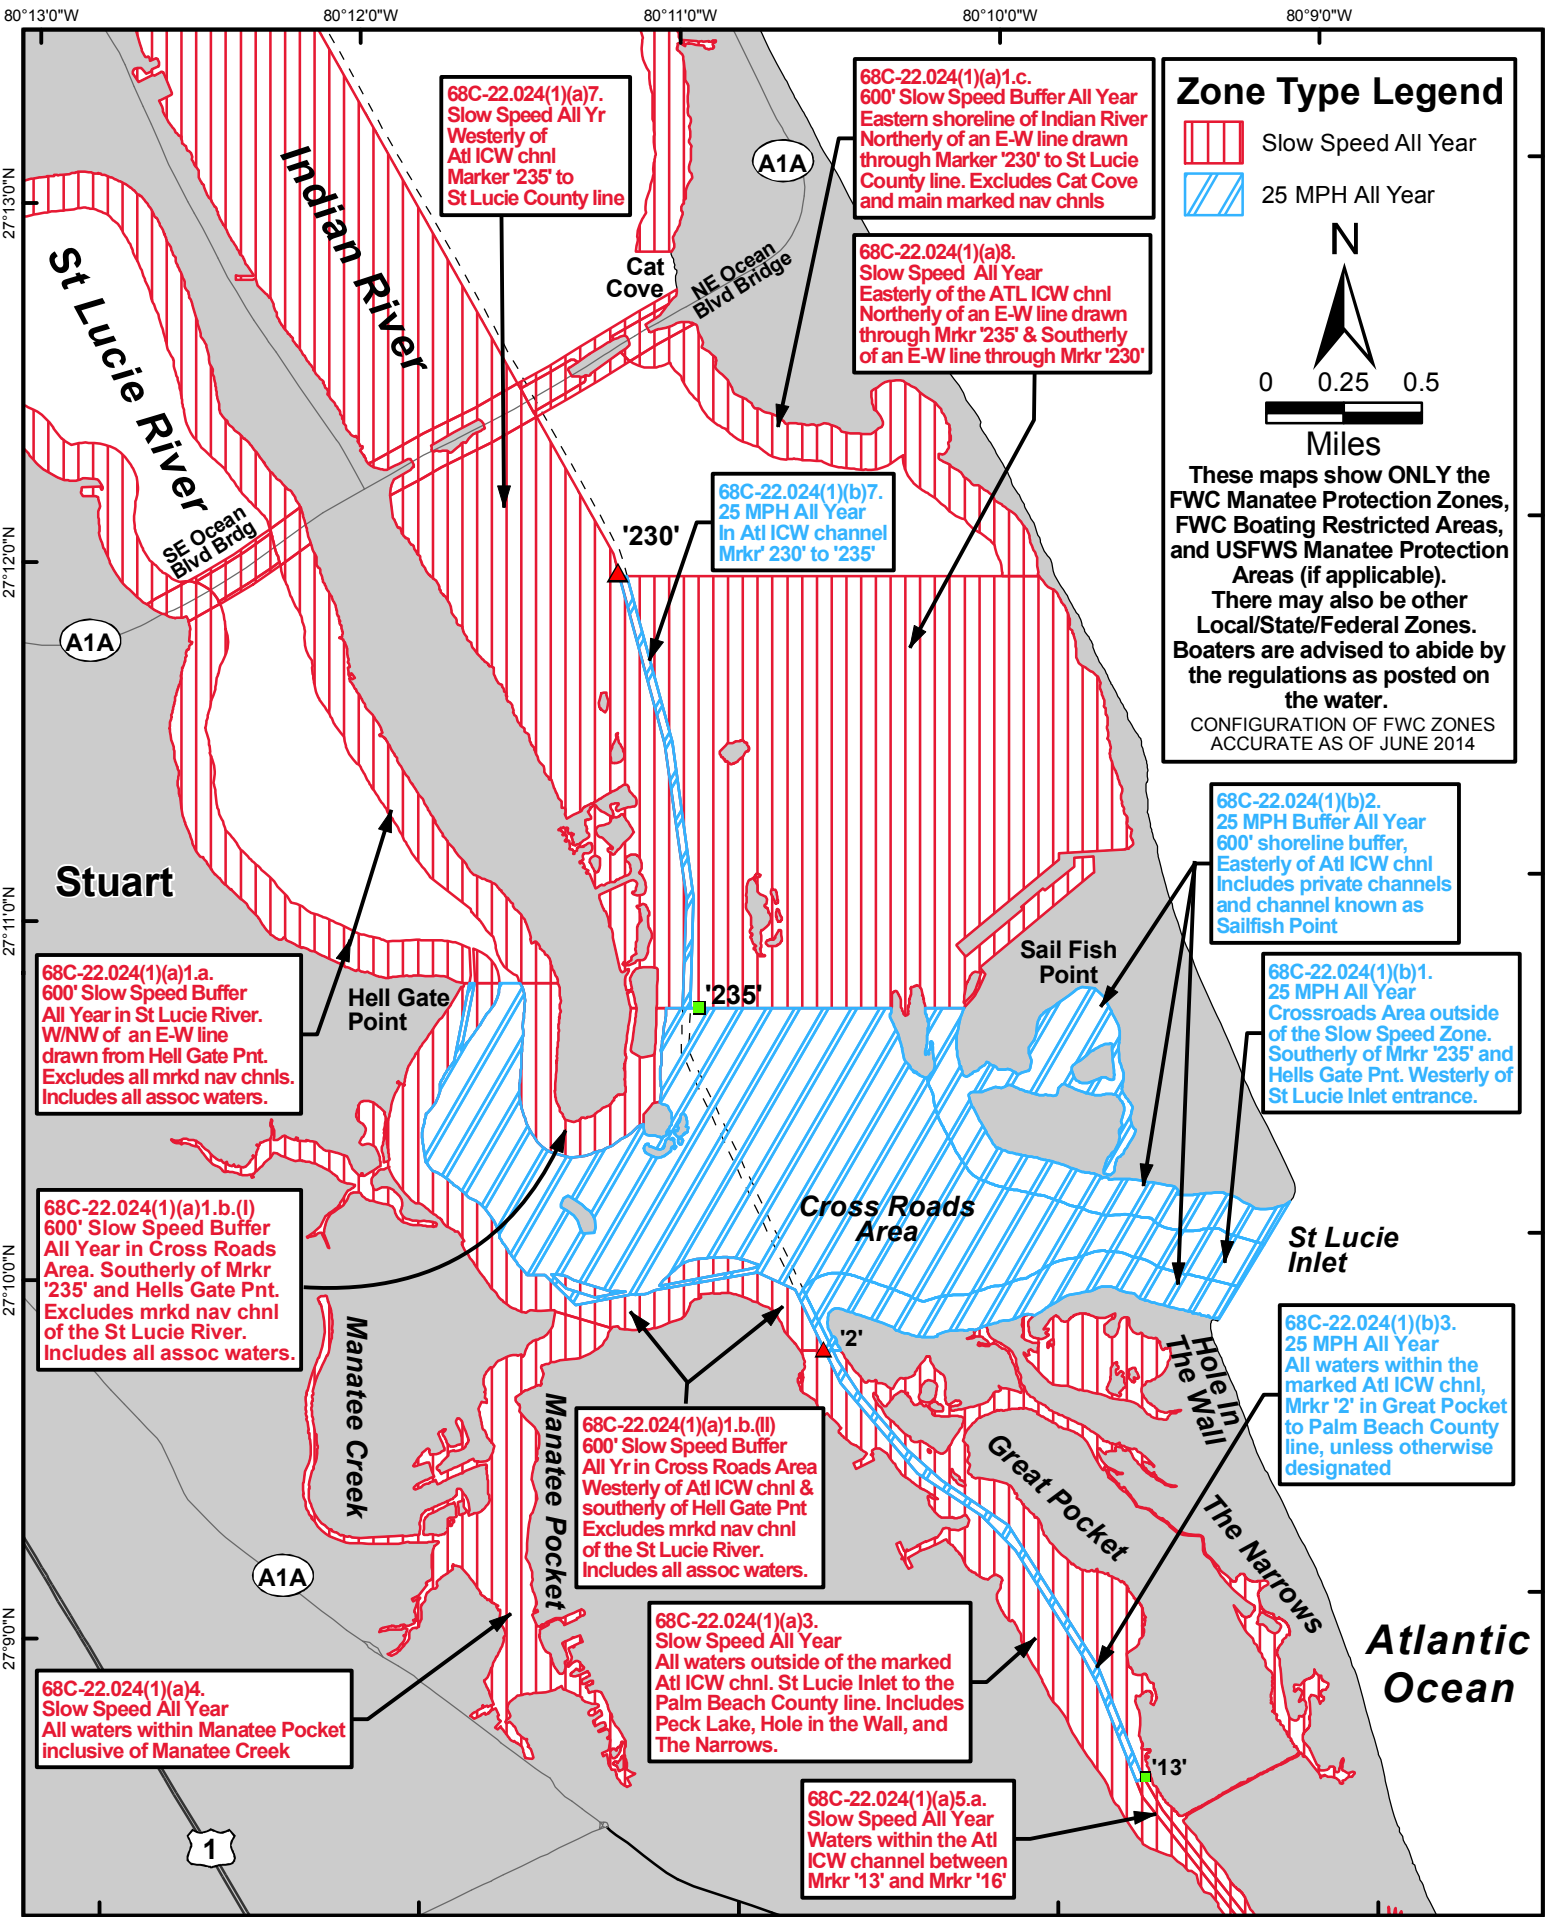 80°13'0"W
80°12'0"W
80°11'0"W
80°10'0"W
80°9'0"W
27°13'0"N
27°12'0"N
27°11'0"N
27°10'0"N
27°9'0"N
Zone Type Legend
Slow Speed All Year
25 MPH All Year
N
0 0.25 0.5
Miles
These maps show ONLY the
FWC Manatee Protection Zones,
FWC Boating Restricted Areas,
and USFWS Manatee Protection
Areas (if applicable).
There may also be other
Local/State/Federal Zones.
Boaters are advised to abide by
the regulations as posted on
the water.
CONFIGURATION OF FWC ZONES
ACCURATE AS OF JUNE 2014
68C-22.024(1)(a)7.
Slow Speed All Yr
Westerly of
Atl ICW chnl
Marker '235' to
St Lucie County line
68C-22.024(1)(a)1.c.
600' Slow Speed Buffer All Year
Eastern shoreline of Indian River
Northerly of an E-W line drawn
through Marker '230' to St Lucie
County line. Excludes Cat Cove
and main marked nav chnls
68C-22.024(1)(a)8.
Slow Speed All Year
Easterly of the ATL ICW chnl
Northerly of an E-W line drawn
through Mrkr '235' & Southerly
of an E-W line through Mrkr '230'
A1A
Indian River
St Lucie River
Cat
Cove
NE Ocean
Blvd Bridge
SE Ocean
Blvd Brdg
A1A
'230'
68C-22.024(1)(b)7.
25 MPH All Year
In Atl ICW channel
Mrkr' 230' to '235'
68C-22.024(1)(b)2.
25 MPH Buffer All Year
600' shoreline buffer,
Easterly of Atl ICW chnl
Includes private channels
and channel known as
Sailfish Point
Stuart
68C-22.024(1)(a)1.a.
600' Slow Speed Buffer
All Year in St Lucie River.
W/NW of an E-W line
drawn from Hell Gate Pnt.
Excludes all mrkd nav chnls.
Includes all assoc waters.
Hell Gate
Point
'235'
Sail Fish
Point
68C-22.024(1)(b)1.
25 MPH All Year
Crossroads Area outside
of the Slow Speed Zone.
Southerly of Mrkr '235' and
Hells Gate Pnt. Westerly of
St Lucie Inlet entrance.
68C-22.024(1)(a)1.b.(I)
600' Slow Speed Buffer
All Year in Cross Roads
Area. Southerly of Mrkr
'235' and Hells Gate Pnt.
Excludes mrkd nav chnl
of the St Lucie River.
Includes all assoc waters.
Cross Roads
Area
St Lucie
Inlet
Manatee Creek
Manatee Pocket
'2'
Hole In
The Wall
68C-22.024(1)(b)3.
25 MPH All Year
All waters within the
marked Atl ICW chnl,
Mrkr '2' in Great Pocket
to Palm Beach County
line, unless otherwise
designated
68C-22.024(1)(a)1.b.(II)
600' Slow Speed Buffer
All Yr in Cross Roads Area
Westerly of Atl ICW chnl &
southerly of Hell Gate Pnt
Excludes mrkd nav chnl
of the St Lucie River.
Includes all assoc waters.
Great Pocket
The Narrows
A1A
68C-22.024(1)(a)3.
Slow Speed All Year
All waters outside of the marked
Atl ICW chnl. St Lucie Inlet to the
Palm Beach County line. Includes
Peck Lake, Hole in the Wall, and
The Narrows.
Atlantic
Ocean
68C-22.024(1)(a)4.
Slow Speed All Year
All waters within Manatee Pocket
inclusive of Manatee Creek
'13'
68C-22.024(1)(a)5.a.
Slow Speed All Year
Waters within the Atl
ICW channel between
Mrkr '13' and Mrkr '16'
1